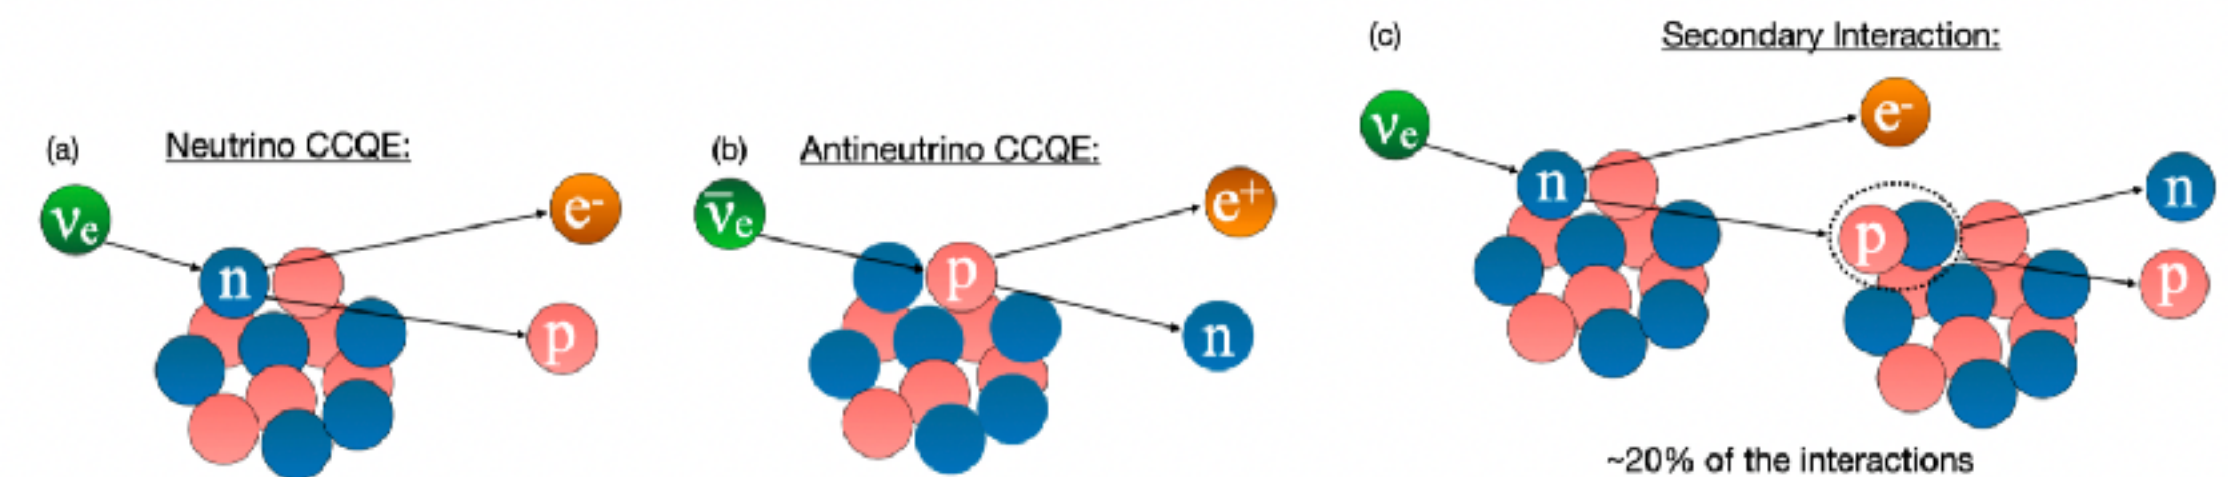 (a) Neutrino CCQE:
νe
n
e-
p
(b) Antineutrino CCQE:
ν̅e
p
e+
n
(c) Secondary Interaction:
νe
e-
n
n
p
p
~20% of the interactions